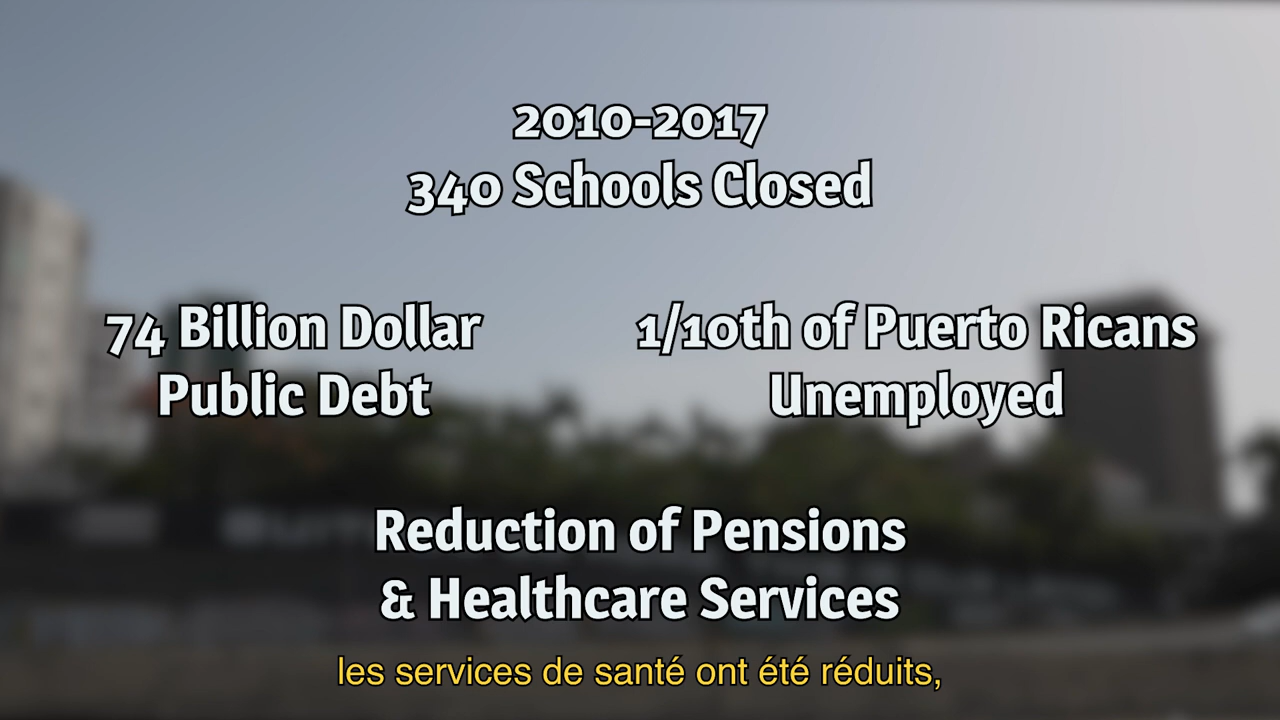 2010-2017
340 Schools Closed
74 Billion Dollar
Public Debt
1/10th of Puerto Ricans
Unemployed
Reduction of Pensions
& Healthcare Services
les services de santé ont été réduits,